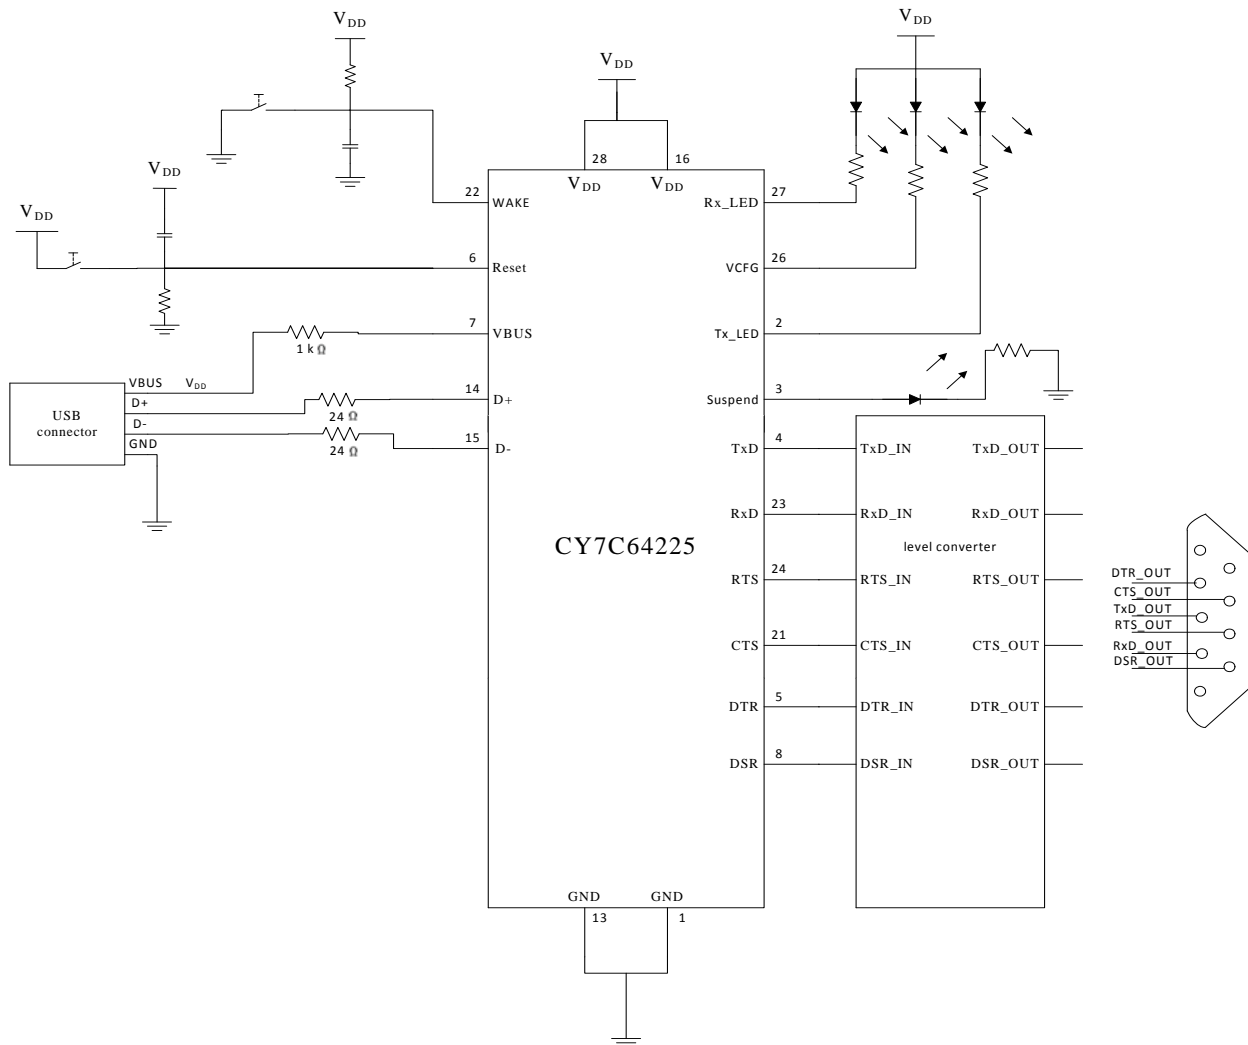 VDD
VDD
VDD
VDD
VDD
28
16
VDD
VDD
22
WAKE
6
Reset
7
VBUS
1 k Ω
14
D+
24 Ω
15
D-
24 Ω
USB
connector
VBUS
VDD
D+
D-
GND
CY7C64225
Rx_LED
27
VCFG
26
Tx_LED
2
Suspend
3
TxD
4
RxD
23
RTS
24
CTS
21
DTR
5
DSR
8
TxD_IN
TxD_OUT
RxD_IN
RxD_OUT
level converter
RTS_IN
RTS_OUT
CTS_IN
CTS_OUT
DTR_IN
DTR_OUT
DSR_IN
DSR_OUT
DTR_OUT
CTS_OUT
TxD_OUT
RTS_OUT
RxD_OUT
DSR_OUT
GND
GND
13
1